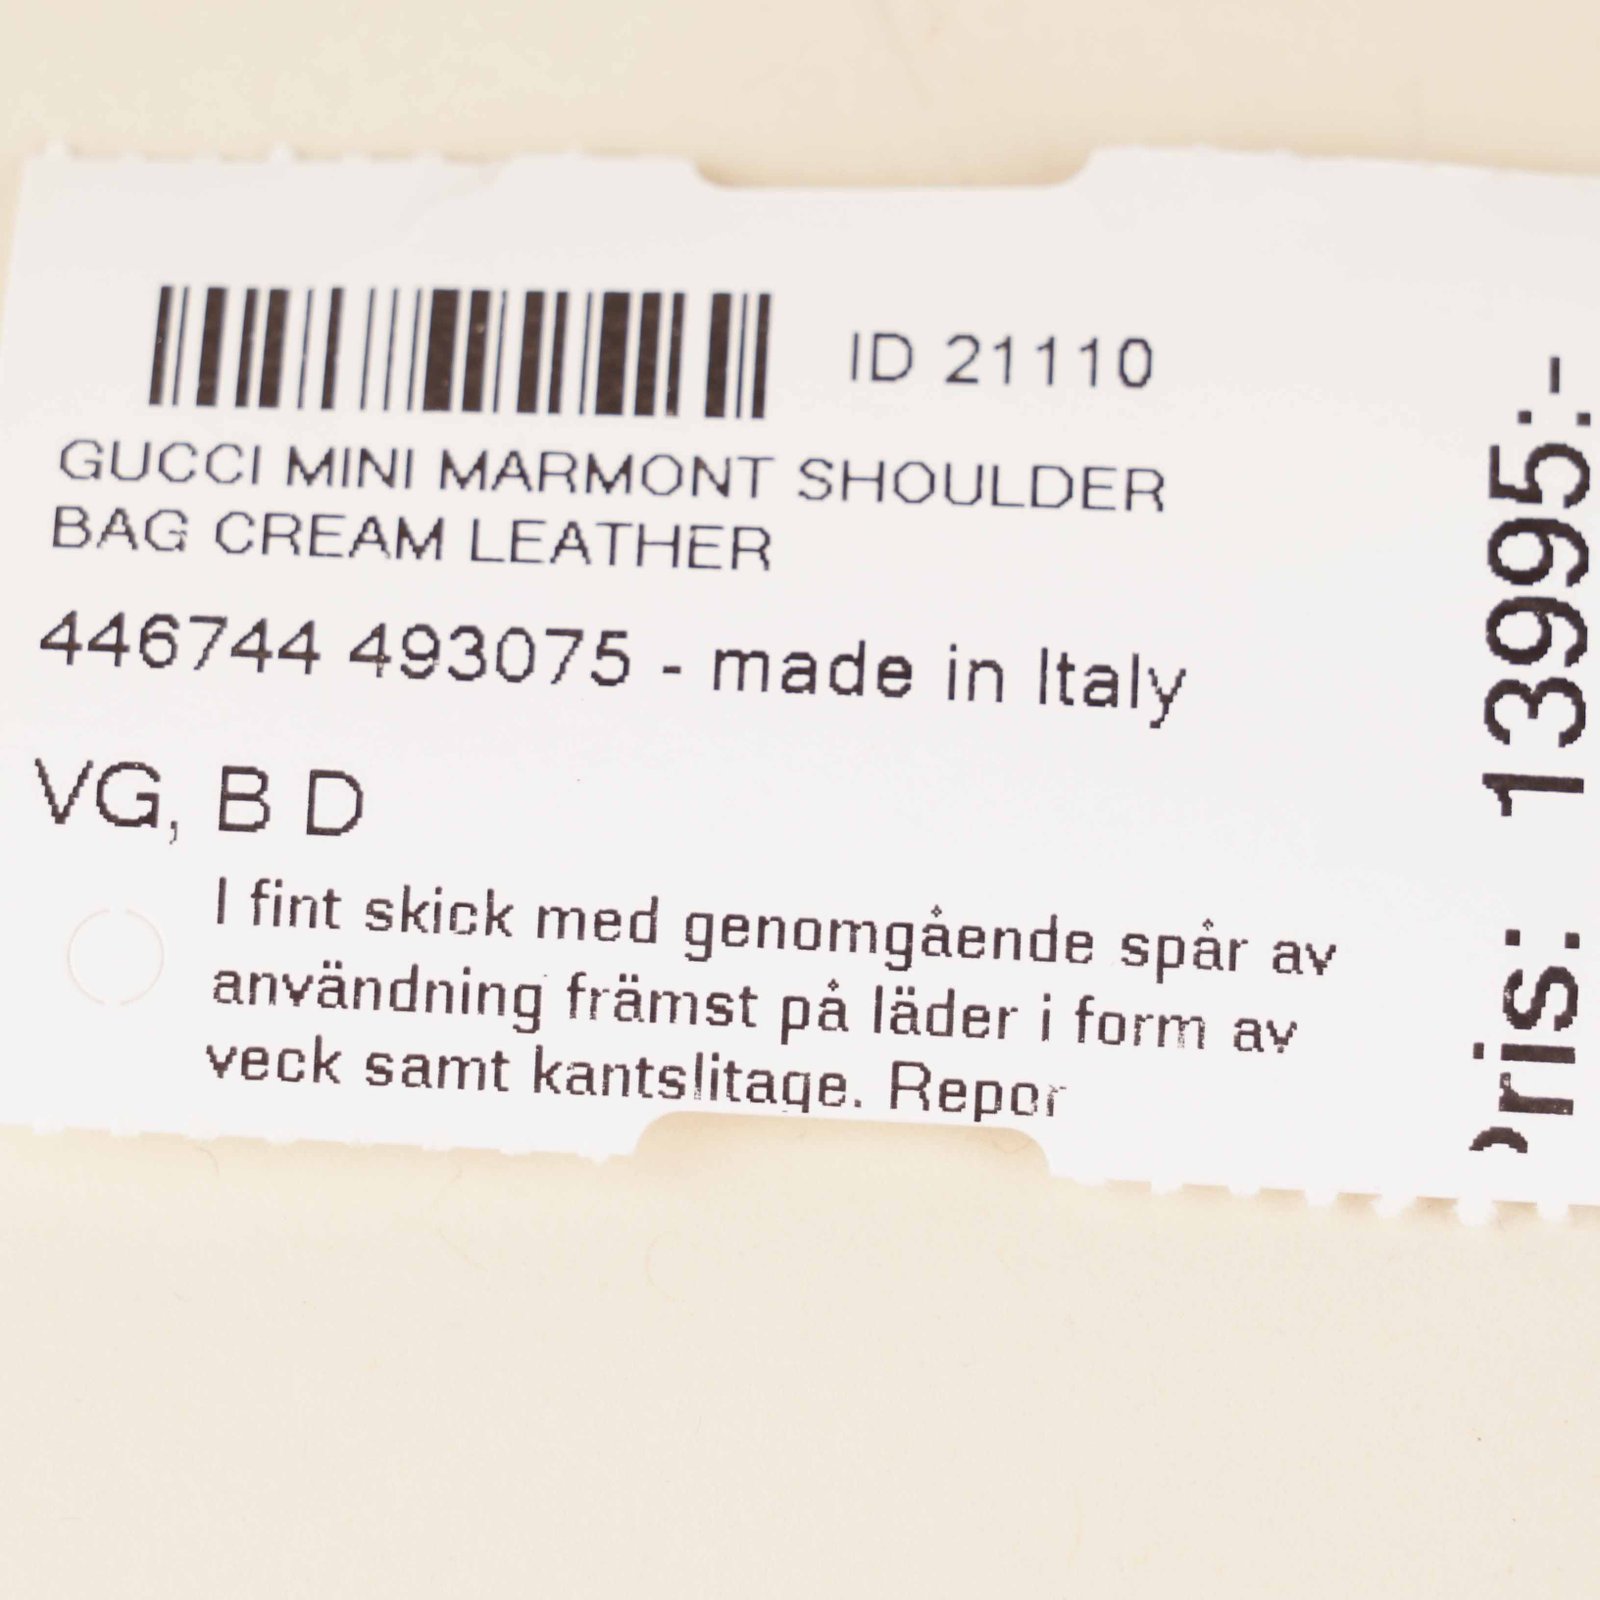 ID 21110
GUCCI MINI MARMONT SHOULDER
BAG CREAM LEATHER
446744 493075 - made in Italy
VG, B D
I fint skick med genomgående spår av
användning främst på läder i form av
veck samt kantslitage. Repor
Pris: 13995:-